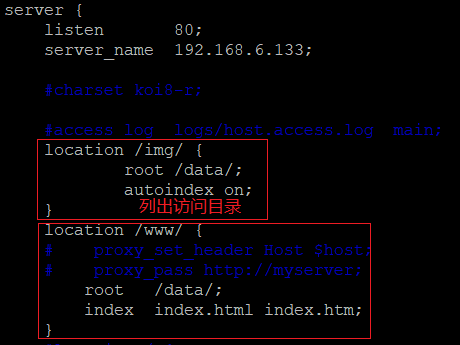 server {
    listen       80;
    server_name  192.168.6.133;
    #charset koi8-r;
    #access_log  logs/host.access.log  main;
    location /img/ {
            root /data/;
            autoindex on;
    }
列出访问目录
    location /www/ {
    #    proxy_set_header Host $host;
    #    proxy_pass http://myserver;
        root   /data/;
        index  index.html index.htm;
    }